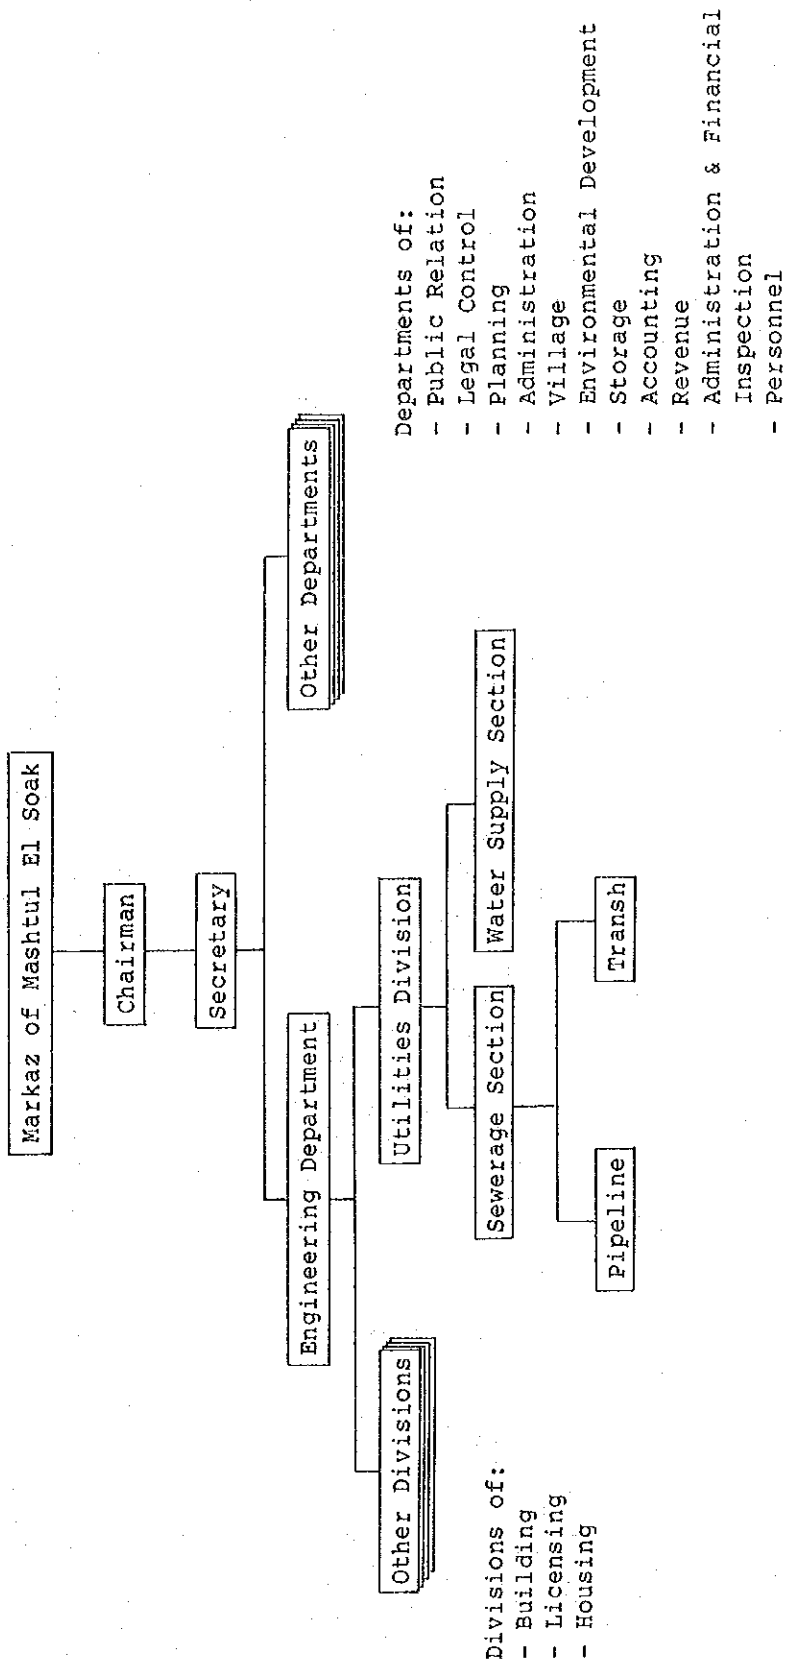 Markaz of Mashtul El Soak
Chairman
Secretary
Engineering Department
Other Departments
Other Divisions
Utilities Division
Departments of:
- Public Relation
- Legal Control
- Planning
- Administration
- Village
- Environmental Development
- Storage
- Accounting
- Revenue
- Administration & Financial
Inspection
- Personnel
Divisions of:
- Building
- Licensing
- Housing
Sewerage Section
Water Supply Section
Pipeline
Transh